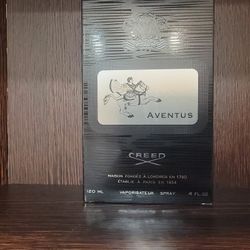 AVENTUS
CREED
MAISON FONDÉE A LONDRES EN 1760
ÉTABLIE A PARIS EN 1854
120 ML VAPORISATEUR SPRAY 4 FL.OZ